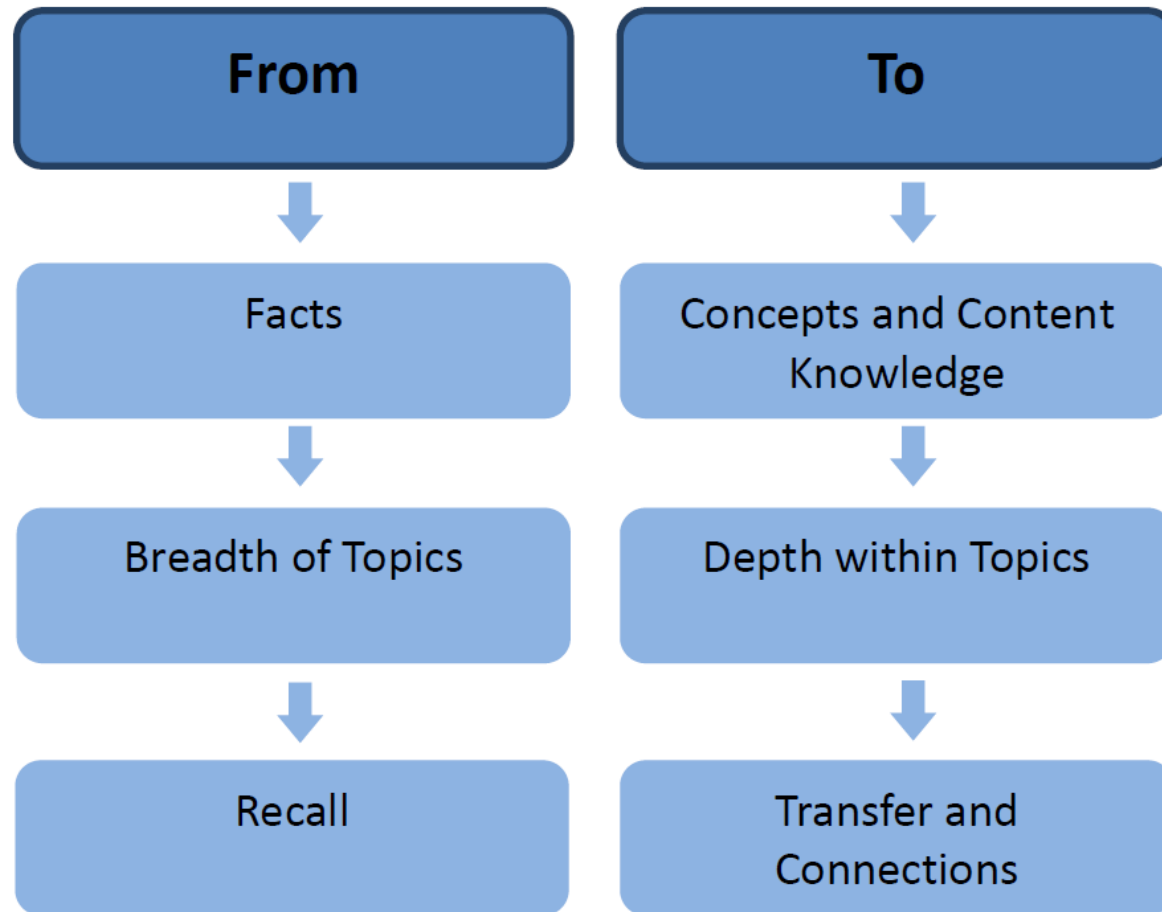 From
To
Facts
Concepts and Content
Knowledge
Breadth of Topics
Depth within Topics
Recall
Transfer and
Connections